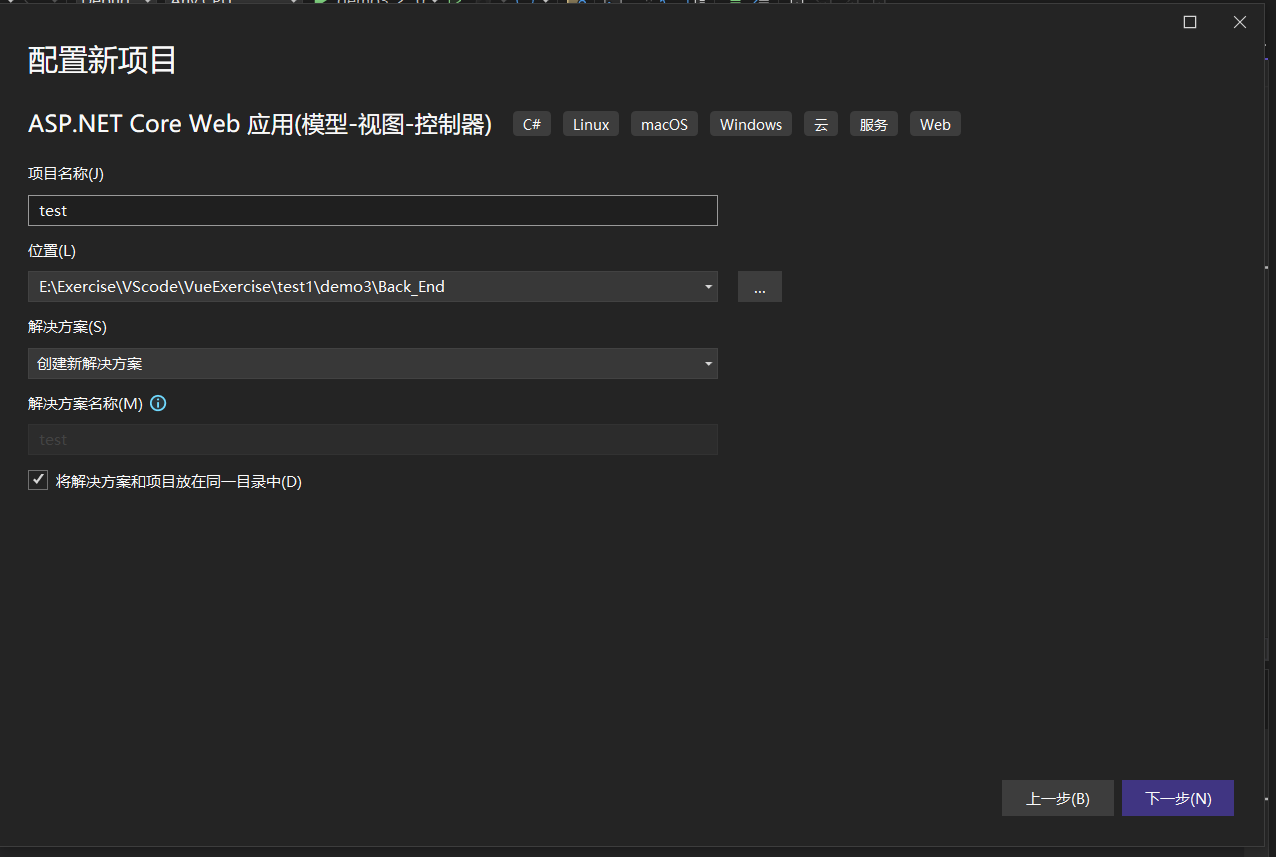 配置新项目
ASP.NET Core Web 应用(模型-视图-控制器) C# Linux macOS Windows 云 服务 Web
项目名称(J)
test
位置(L)
E:\Exercise\VScode\VueExercise\test1\demo3\Back_End
...
解决方案(S)
创建新解决方案
解决方案名称(M)
test
将解决方案和项目放在同一目录中(D)
上一步(B) 下一步(N)